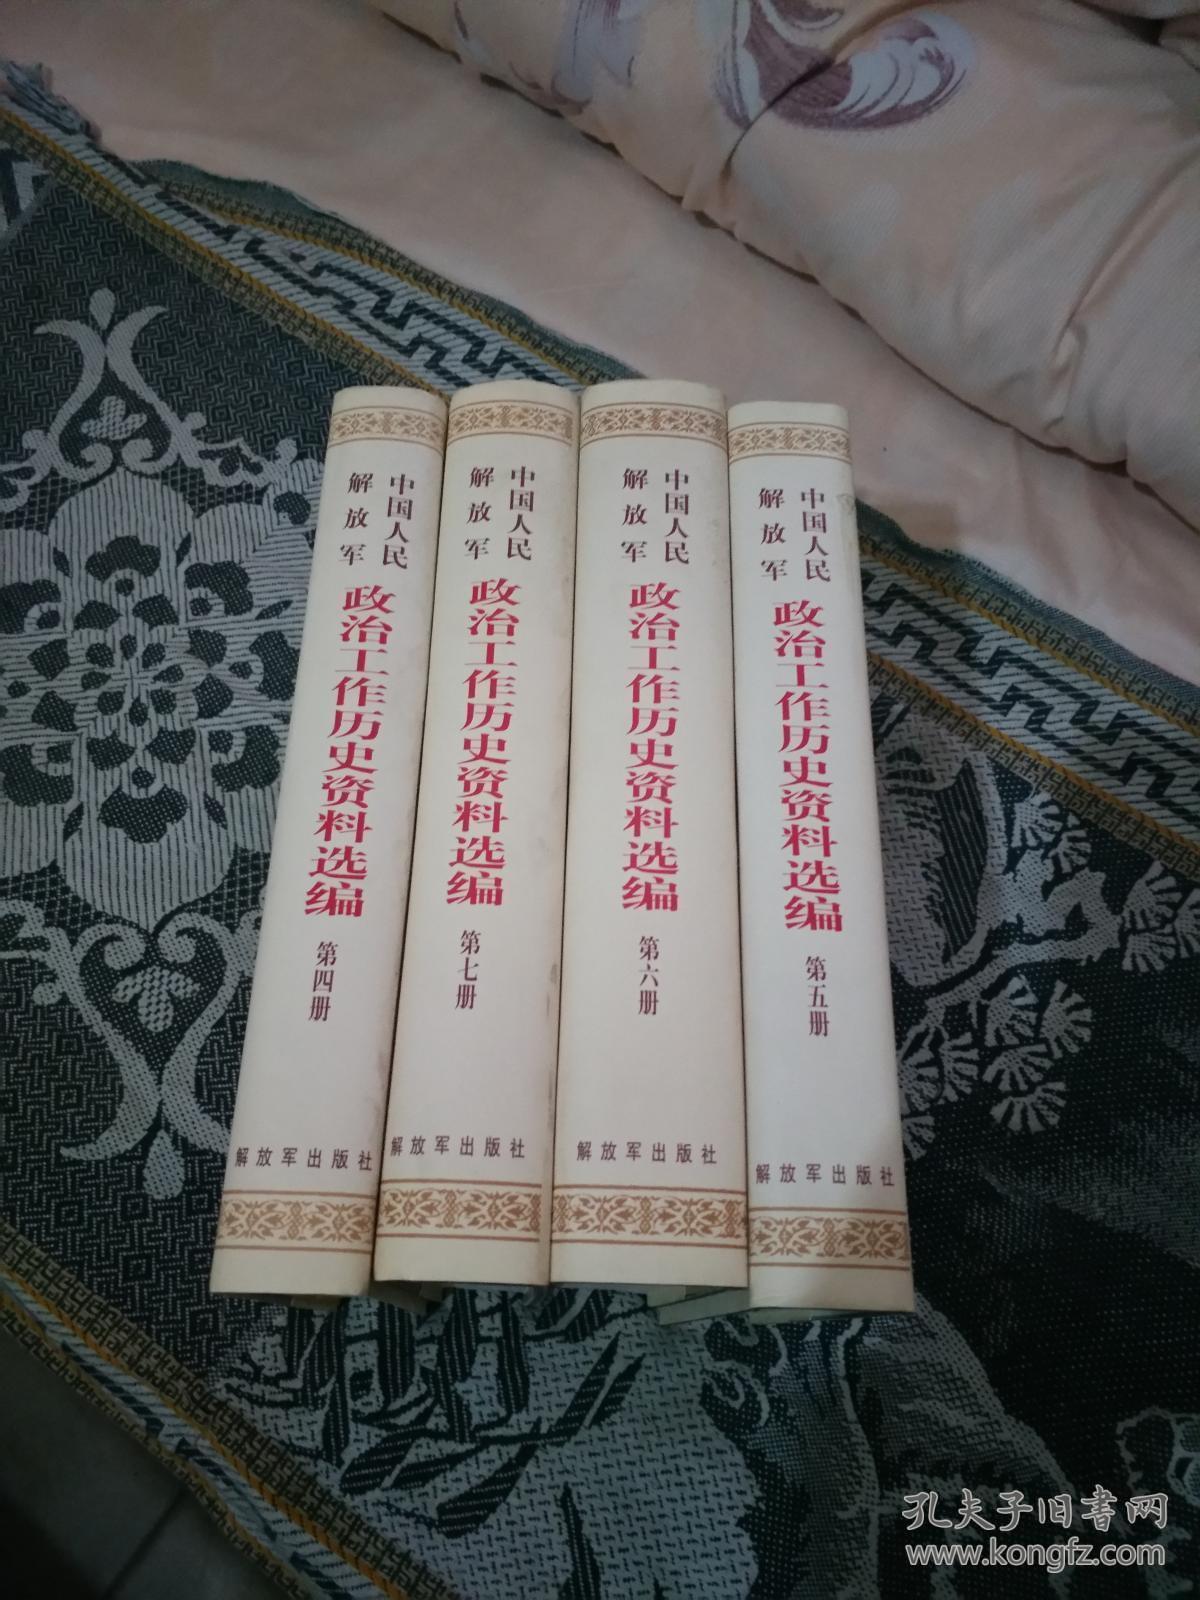 中国人民
解放军
政治工作历史资料选编
第四册
解放军出版社
中国人民
解放军
政治工作历史资料选编
第七册
解放军出版社
中国人民
解放军
政治工作历史资料选编
第六册
解放军出版社
中国人民
解放军
政治工作历史资料选编
第五册
解放军出版社
孔夫子旧书网
www.kongfz.com